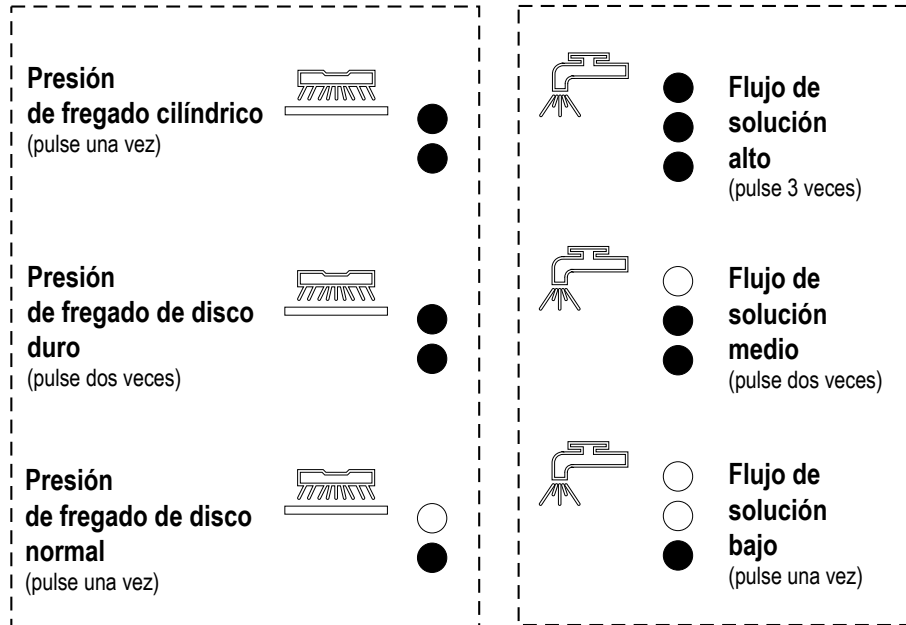 Presión
de fregado cilíndrico
(pulse una vez)
Presión
de fregado de disco
duro
(pulse dos veces)
Presión
de fregado de disco
normal
(pulse una vez)
Flujo de
solución
alto
(pulse 3 veces)
Flujo de
solución
medio
(pulse dos veces)
Flujo de
solución
bajo
(pulse una vez)